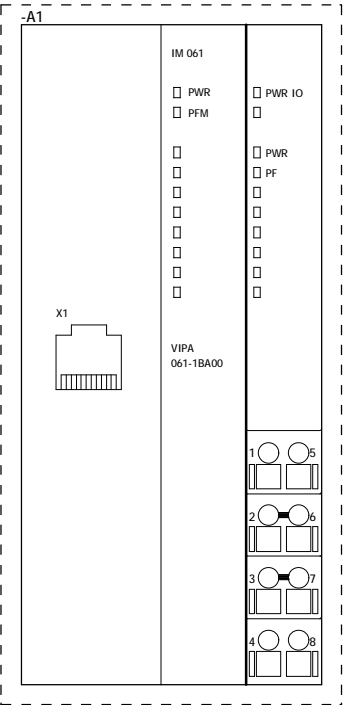 -A1
IM 061
PWR PWR IO
PFM
PWR
PF
X1
VIPA
061-1BA00
1 5
2 6
3 7
4 8